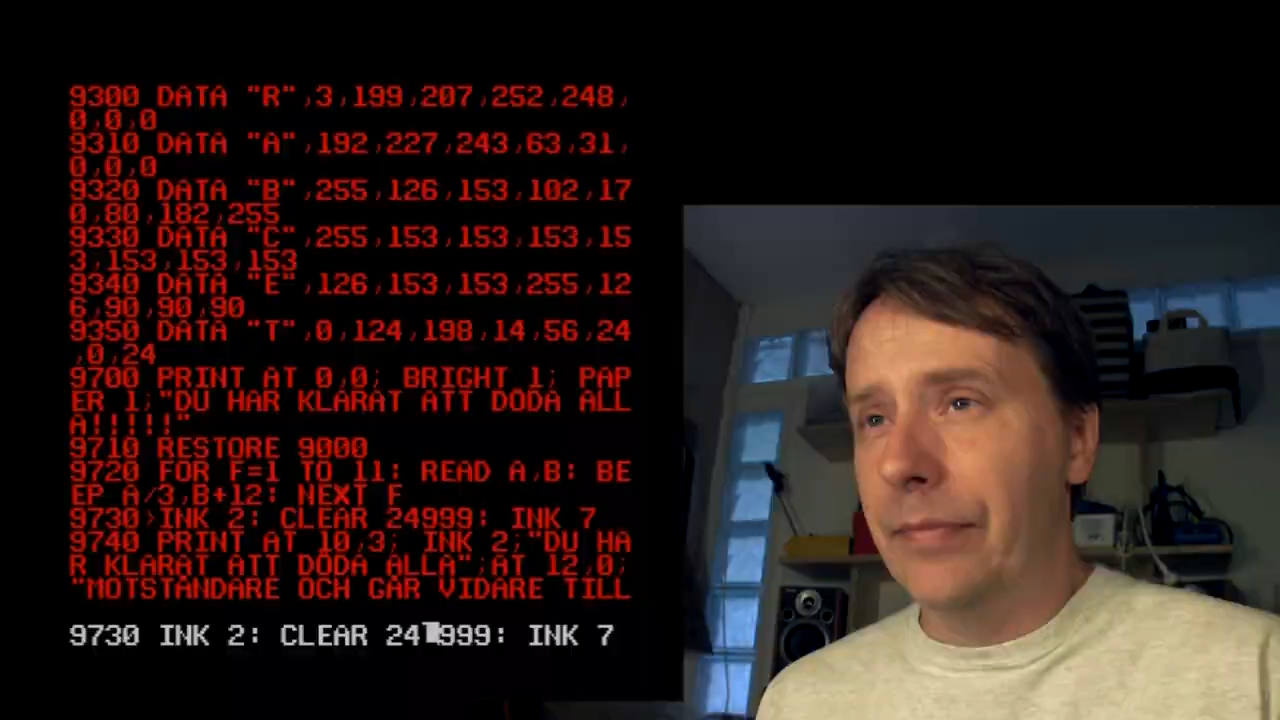 9300 DATA "R",3,199,207,252,248,
0,0,0
9310 DATA "A",192,227,243,63,31,
0,0,0
9320 DATA "B",255,126,153,102,17
0,80,182,255
9330 DATA "C",255,153,153,153,15
3,153,153,153
9340 DATA "E",126,153,153,255,12
6,90,90,90
9350 DATA "T",0,124,198,14,56,24
,0,24
9700 PRINT AT 0,0; BRIGHT 1; PAP
ER 1;"DU HAR KLARAT ATT DODA ALL
A!!!!!"
9710 RESTORE 9000
9720 FOR F=1 TO 11: READ A,B: BE
EP A/3,B+12: NEXT F
9730>INK 2: CLEAR 24999: INK 7
9740 PRINT AT 10,3; INK 2;"DU HA
R KLARAT ATT DODA ALLA";AT 12,0;
"MOTSTANDARE OCH GAR VIDARE TILL
9730 INK 2: CLEAR 24999: INK 7